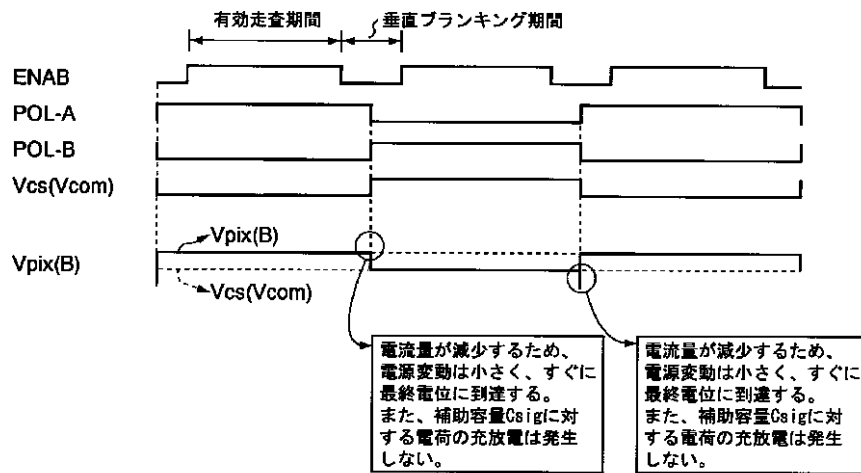 有効走査期間
垂直ブランキング期間
ENAB
POL-A
POL-B
Vcs(Vcom)
Vpix(B)
Vpix(B)
Vcs(Vcom)
電流量が減少するため、
電源変動は小さく、すぐに
最終電位に到達する。
また、補助容量Csigに対
する電荷の充放電は発生
しない。
電流量が減少するため、
電源変動は小さく、すぐに
最終電位に到達する。
また、補助容量Csigに対
する電荷の充放電は発生
しない。